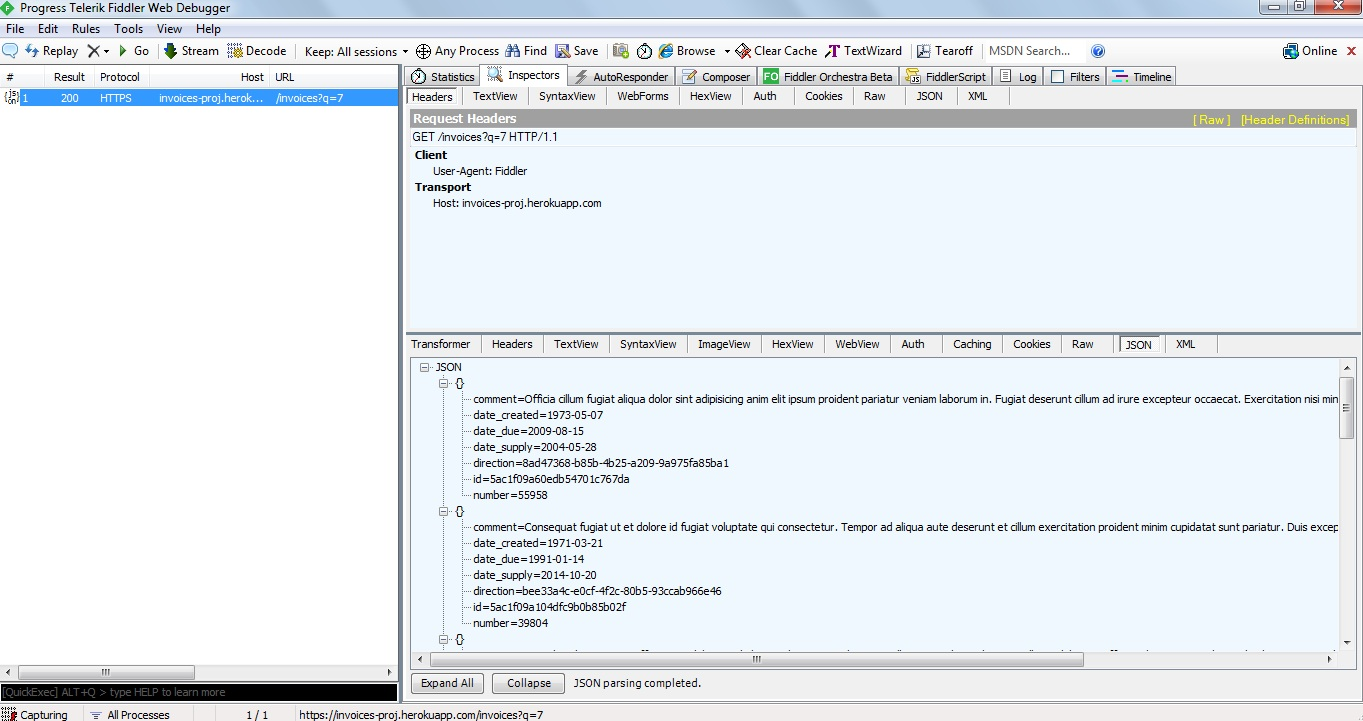 Progress Telerik Fiddler Web Debugger
File Edit Rules Tools View Help
Replay Go Stream Decode Keep: All sessions Any Process Find Save Browse Clear Cache TextWizard Tearoff MSDN Search... Online
# Result Protocol Host URL
1 200 HTTPS invoices-proj.herok... /invoices?q=7
Statistics Inspectors AutoResponder Composer FO Fiddler Orchestra Beta FiddlerScript Log Filters Timeline
Headers TextView SyntaxView WebForms HexView Auth Cookies Raw JSON XML
Request Headers [ Raw ] [Header Definitions]
GET /invoices?q=7 HTTP/1.1
Client
User-Agent: Fiddler
Transport
Host: invoices-proj.herokuapp.com
Transformer Headers TextView SyntaxView ImageView HexView WebView Auth Caching Cookies Raw JSON XML
JSON
{}
comment=Officia cillum fugiat aliqua dolor sint adipisicing anim elit ipsum proident pariatur veniam laborum in. Fugiat deserunt cillum ad irure excepteur occaecat. Exercitation nisi min
date_created=1973-05-07
date_due=2009-08-15
date_supply=2004-05-28
direction=8ad47368-b85b-4b25-a209-9a975fa85ba1
id=5ac1f09a60edb54701c767da
number=55958
{}
comment=Consequat fugiat ut et dolore id fugiat voluptate qui consectetur. Tempor ad aliqua aute deserunt et cillum exercitation proident minim cupidatat sunt pariatur. Duis excep
date_created=1971-03-21
date_due=1991-01-14
date_supply=2014-10-20
direction=bee33a4c-e0cf-4f2c-80b5-93ccab966e46
id=5ac1f09a104dfc9b0b85b02f
number=39804
{}
Expand All Collapse JSON parsing completed.
[QuickExec] ALT+Q > type HELP to learn more
Capturing All Processes 1 / 1 https://invoices-proj.herokuapp.com/invoices?q=7